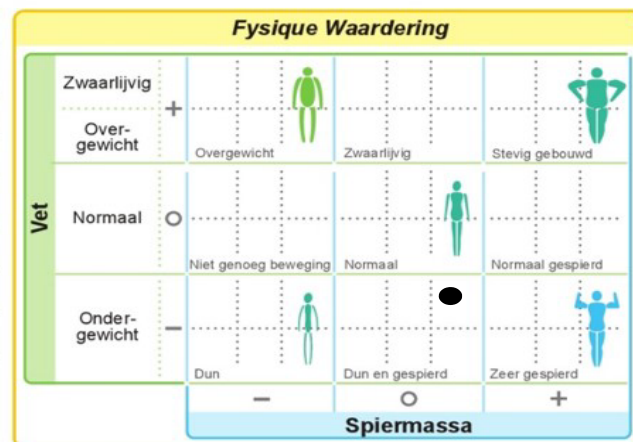 Fysique Waardering
Zwaarlijvig
Over-
gewicht
+
Overgewicht
Zwaarlijvig
Stevig gebouwd
Vet
Normaal
O
Niet genoeg beweging
Normaal
Normaal gespierd
Onder-
gewicht
−
Dun
Dun en gespierd
Zeer gespierd
−
O
+
Spiermassa